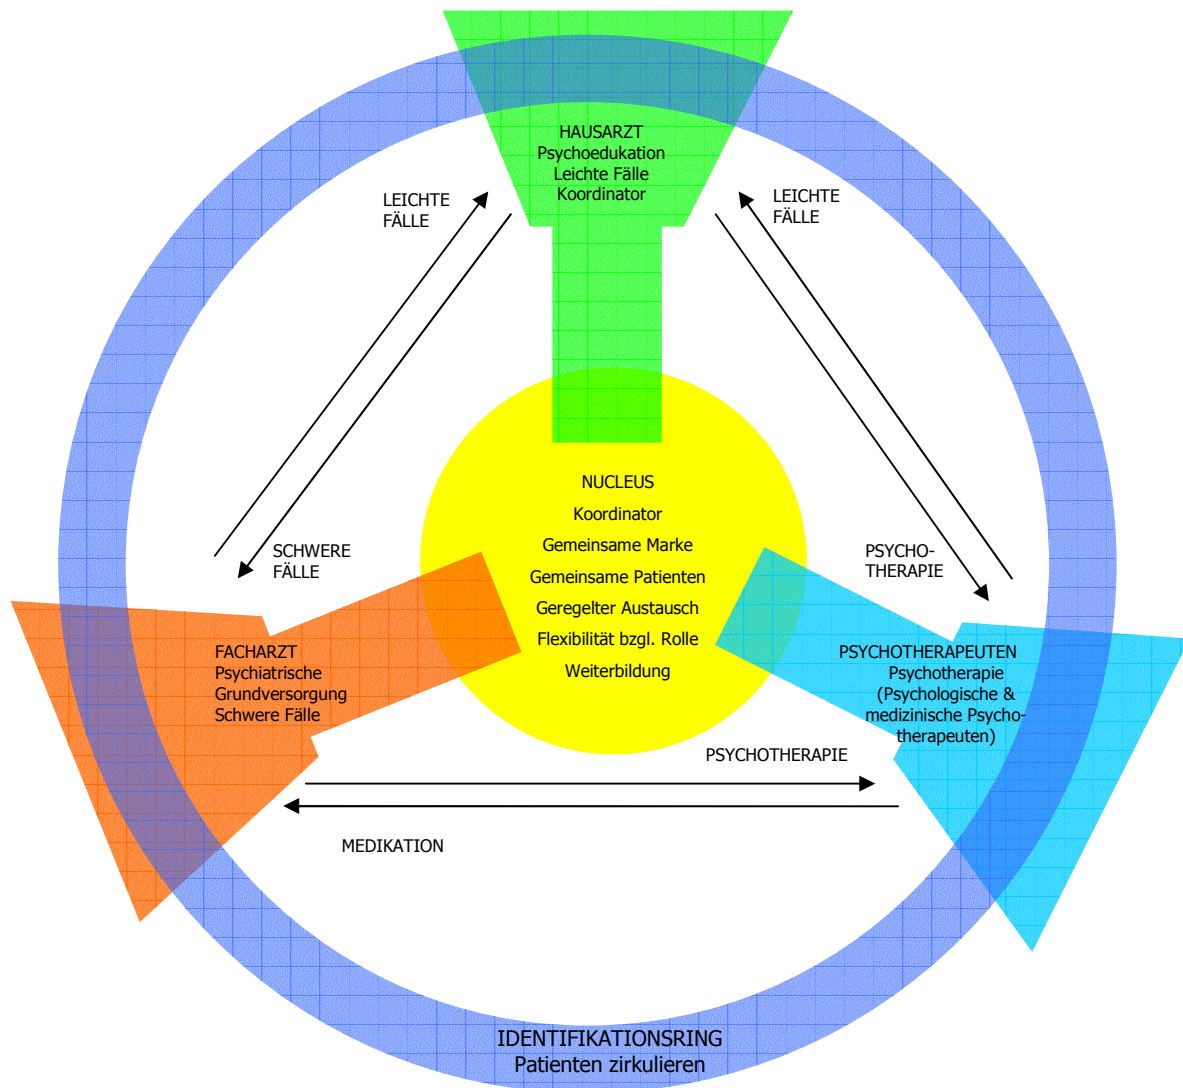 HAUSARZT
Psychoedukation
Leichte Fälle
Koordinator
LEICHTE
FÄLLE
LEICHTE
FÄLLE
NUCLEUS
Koordinator
Gemeinsame Marke
Gemeinsame Patienten
Geregelter Austausch
Flexibilität bzgl. Rolle
Weiterbildung
SCHWERE
FÄLLE
PSYCHO-
THERAPIE
FACHARZT
Psychiatrische
Grundversorgung
Schwere Fälle
PSYCHOTHERAPEUTEN
Psychotherapie
(Psychologische &
medizinische Psycho-
therapeuten)
PSYCHOTHERAPIE
MEDIKATION
IDENTIFIKATIONSRING
Patienten zirkulieren